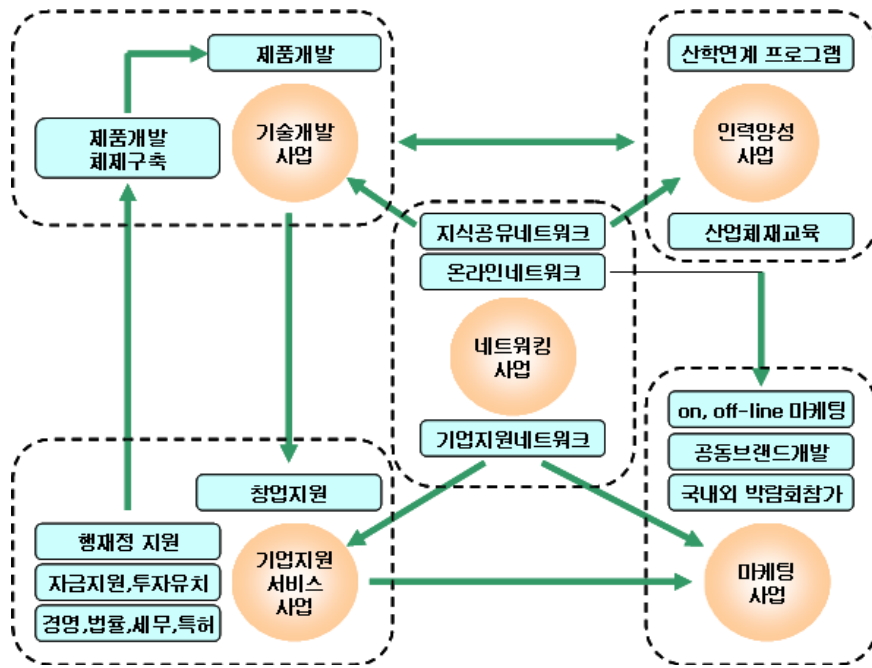 제품개발
제품개발
체제구축
기술개발
사업
산학연계 프로그램
인력양성
사업
산업체재교육
지식공유네트워크
온라인네트워크
네트워킹
사업
기업지원네트워크
on, off-line 마케팅
공동브랜드개발
국내외 박람회참가
마케팅
사업
창업지원
행재정 지원
자금지원,투자유치
경영,법률,세무,특허
기업지원
서비스
사업